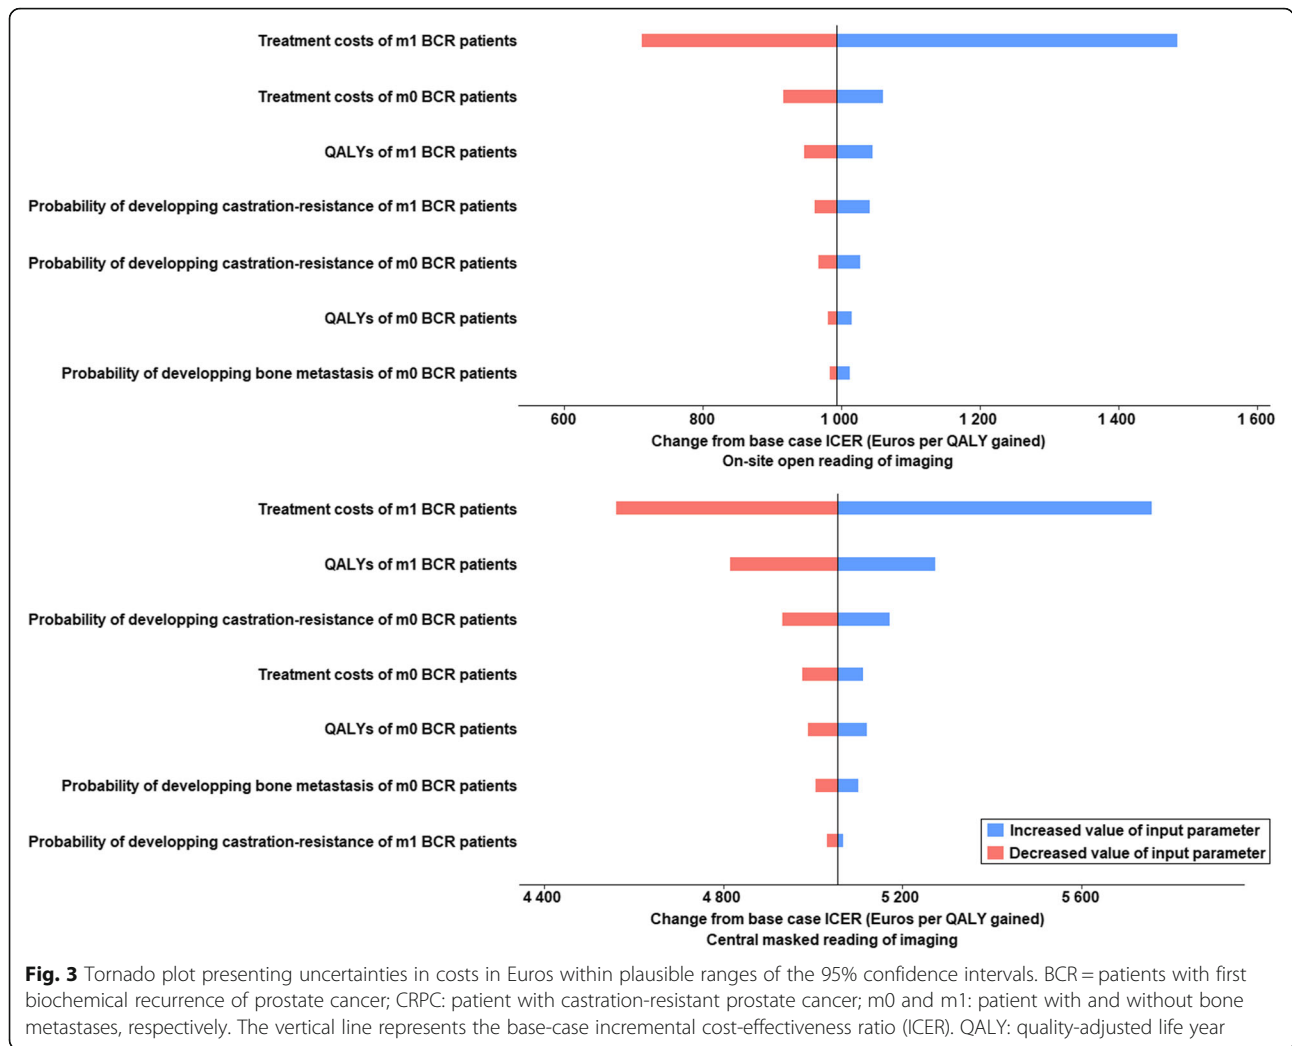 Treatment costs of m1 BCR patients
Treatment costs of m0 BCR patients
QALYs of m1 BCR patients
Probability of developping castration-resistance of m1 BCR patients
Probability of developping castration-resistance of m0 BCR patients
QALYs of m0 BCR patients
Probability of developping bone metastasis of m0 BCR patients
600 800 1 000 1 200 1 400 1 600
Change from base case ICER (Euros per QALY gained)
On-site open reading of imaging
Treatment costs of m1 BCR patients
QALYs of m1 BCR patients
Probability of developping castration-resistance of m0 BCR patients
Treatment costs of m0 BCR patients
QALYs of m0 BCR patients
Probability of developping bone metastasis of m0 BCR patients
Probability of developping castration-resistance of m1 BCR patients
Increased value of input parameter
Decreased value of input parameter
4 400 4 800 5 200 5 600
Change from base case ICER (Euros per QALY gained)
Central masked reading of imaging
Fig. 3 Tornado plot presenting uncertainties in costs in Euros within plausible ranges of the 95% confidence intervals. BCR = patients with first
biochemical recurrence of prostate cancer; CRPC: patient with castration-resistant prostate cancer; m0 and m1: patient with and without bone
metastases, respectively. The vertical line represents the base-case incremental cost-effectiveness ratio (ICER). QALY: quality-adjusted life year